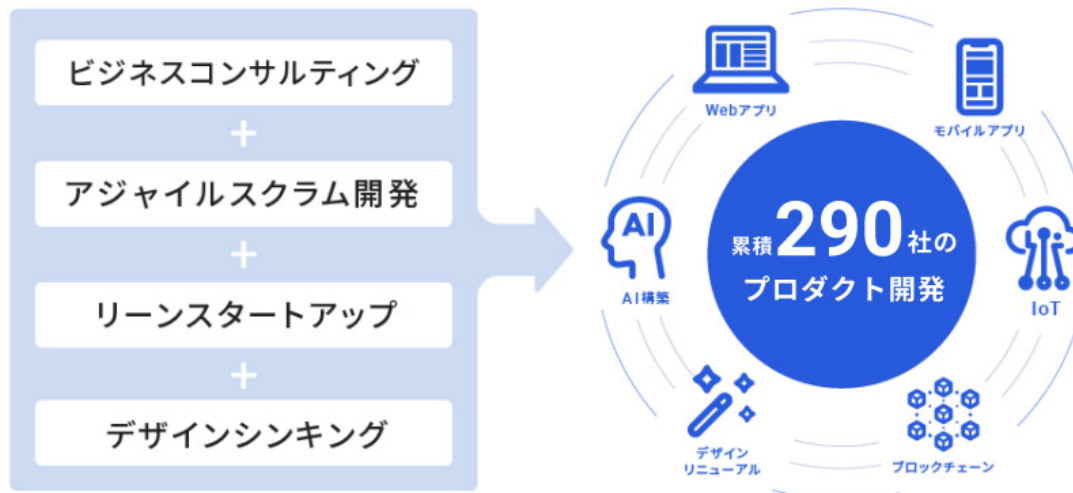 ビジネスコンサルティング
+
アジャイルスクラム開発
+
リーンスタートアップ
+
デザインシンキング
Webアプリ
モバイルアプリ
AI
AI構築
累積290社の
プロダクト開発
IoT
デザイン
リニューアル
ブロックチェーン